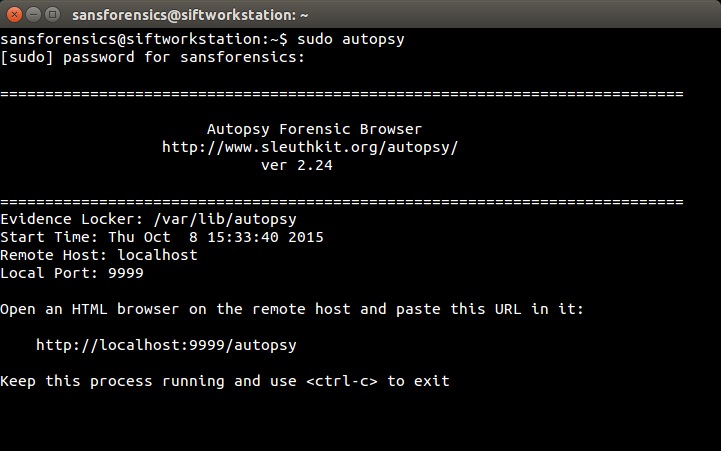 sansforensics@siftworkstation: ~
sansforensics@siftworkstation:~$ sudo autopsy
[sudo] password for sansforensics:
============================================================================
Autopsy Forensic Browser
http://www.sleuthkit.org/autopsy/
ver 2.24
============================================================================
Evidence Locker: /var/lib/autopsy
Start Time: Thu Oct  8 15:33:40 2015
Remote Host: localhost
Local Port: 9999
Open an HTML browser on the remote host and paste this URL in it:
http://localhost:9999/autopsy
Keep this process running and use <ctrl-c> to exit